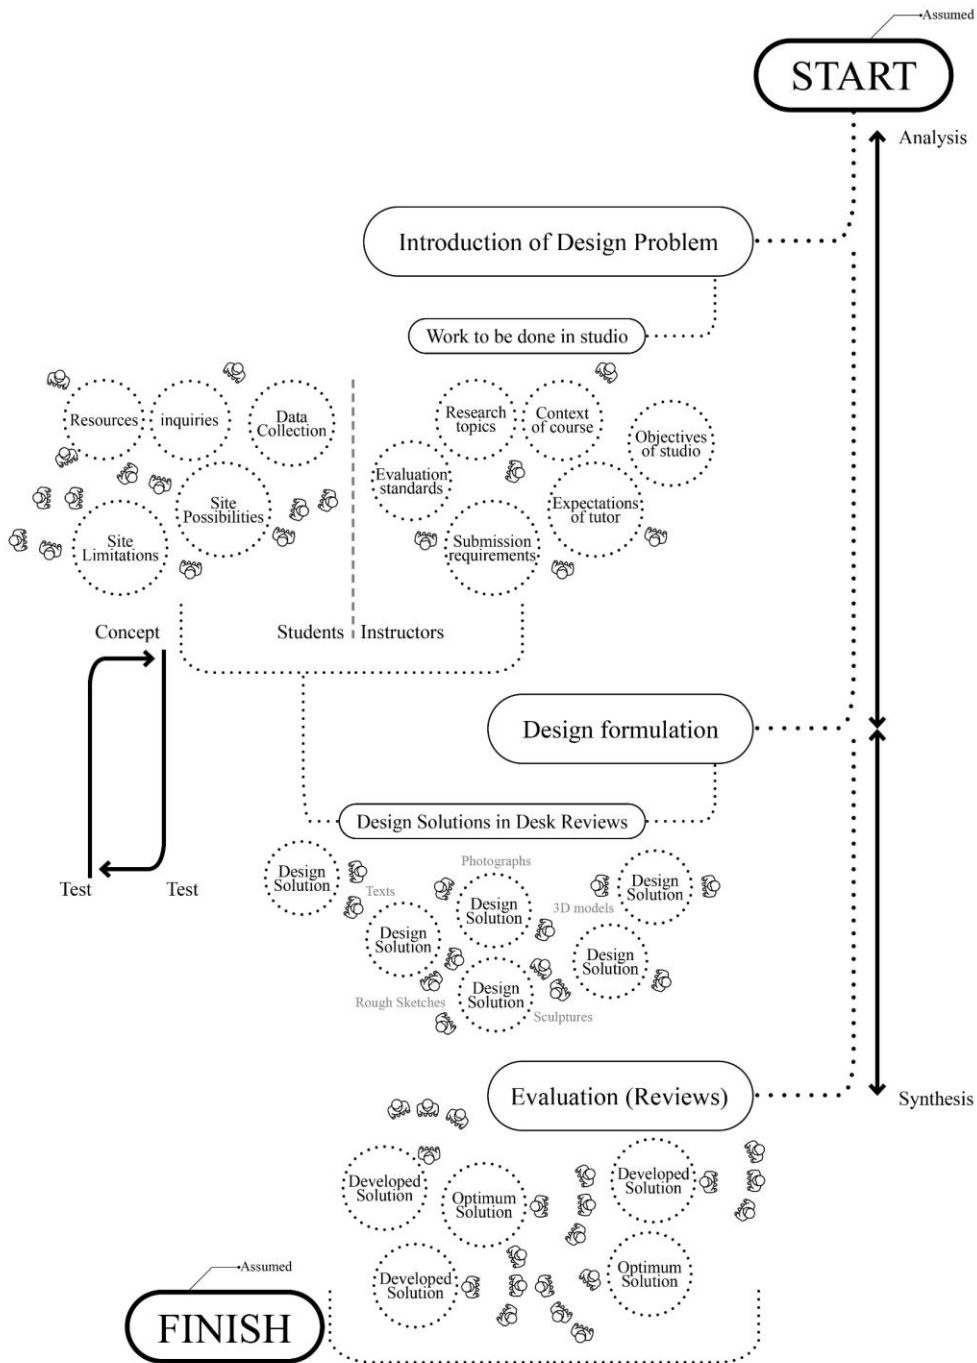 Assumed
START
Analysis
Introduction of Design Problem
Work to be done in studio
Resources
inquiries
Data
Collection
Site
Possibilities
Site
Limitations
Research
topics
Context
of course
Objectives
of studio
Evaluation
standards
Expectations
of tutor
Submission
requirements
Concept
Students
Instructors
Test
Test
Design formulation
Design Solutions in Desk Reviews
Design
Solution
Texts
Photographs
Design
Solution
Design
Solution
3D models
Design
Solution
Design
Solution
Rough Sketches
Design
Solution
Sculptures
Evaluation (Reviews)
Synthesis
Developed
Solution
Optimum
Solution
Developed
Solution
Developed
Solution
Optimum
Solution
Assumed
FINISH